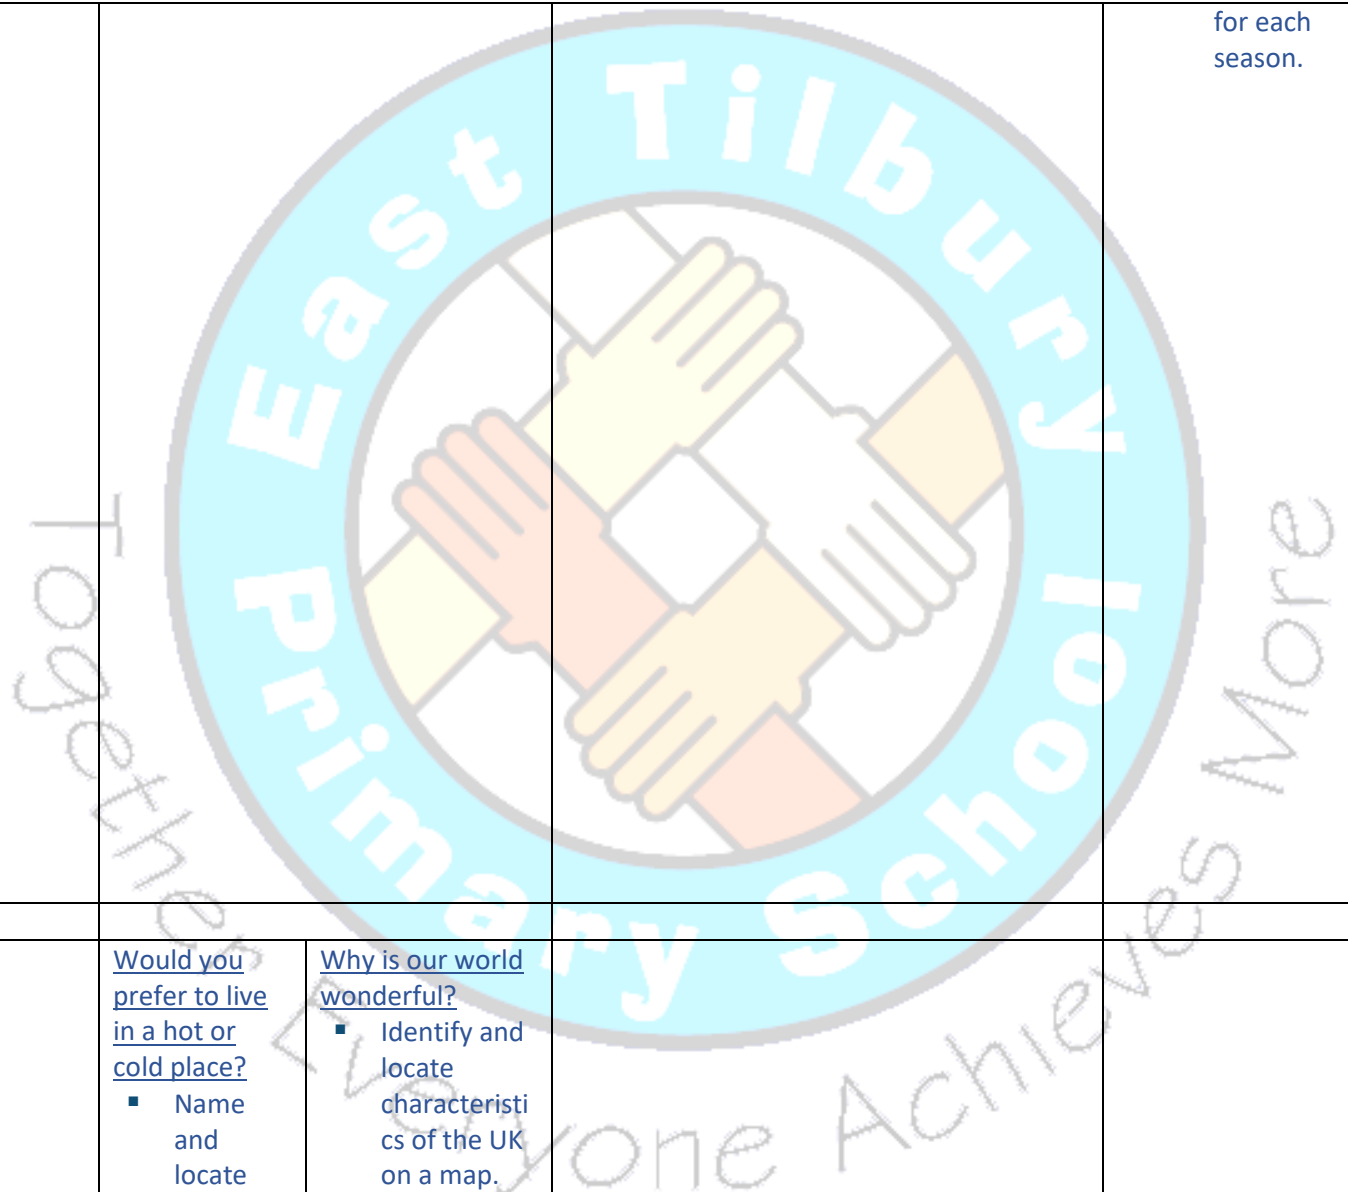 for each
season.
East Tilbury
Primary School
Together Everyone Achieves More
Would you
prefer to live
in a hot or
cold place?
▪ Name
and
locate
Why is our world
wonderful?
▪ Identify and
locate
characteristi
cs of the UK
on a map.